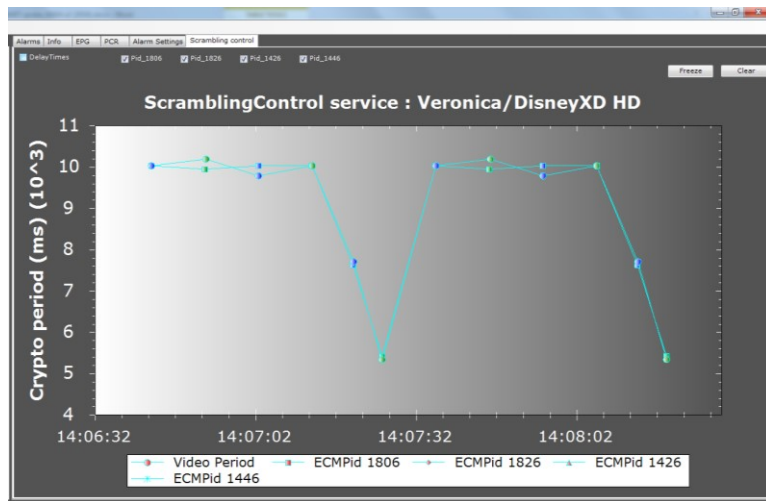 Alarms Info EPG PCR Alarm Settings Scrambling control
DelayTimes Pid_1806 Pid_1826 Pid_1426 Pid_1446
Freeze Clear
ScramblingControl service : Veronica/DisneyXD HD
Crypto period (ms) (10^3)
11
10
9
8
7
6
5
4
14:06:32 14:07:02 14:07:32 14:08:02
Video Period ECMPid 1806 ECMPid 1826 ECMPid 1426
ECMPid 1446